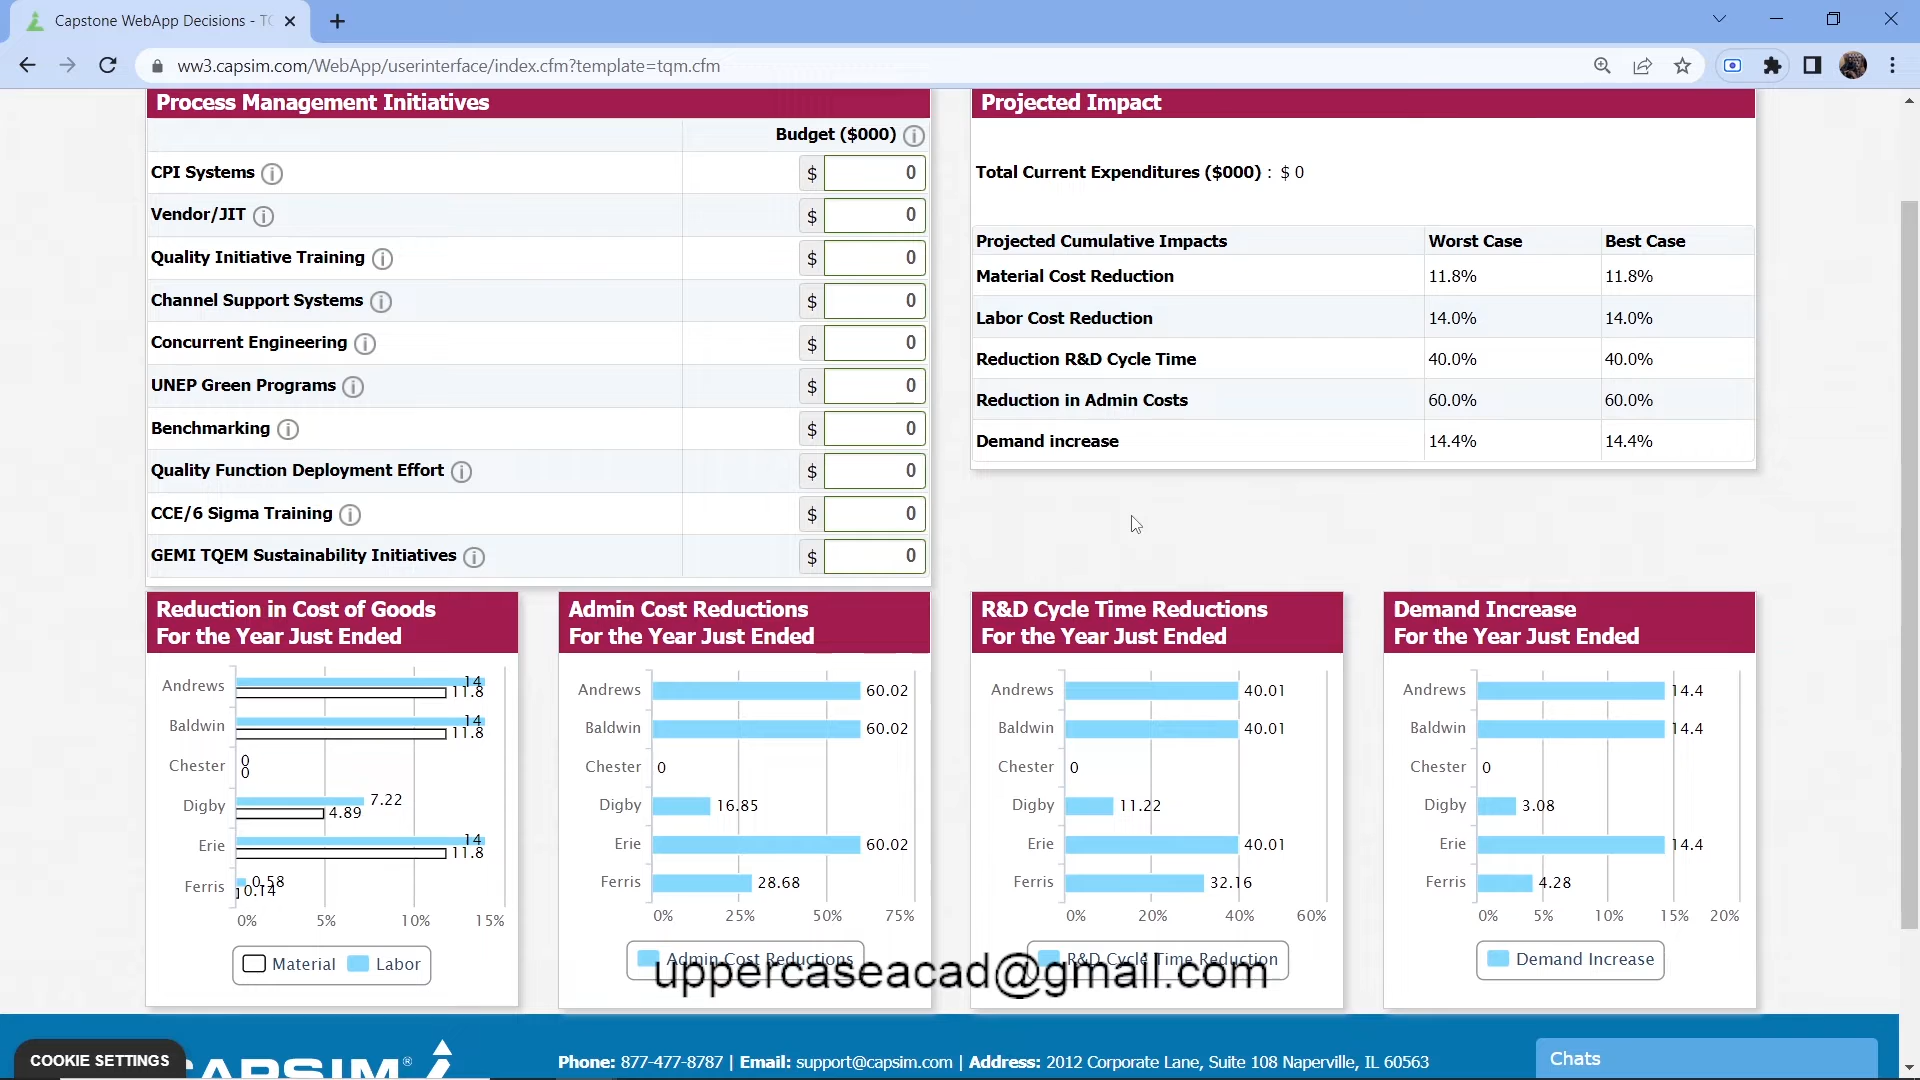 Capstone WebApp Decisions - TQ
ww3.capsim.com/WebApp/userinterface/index.cfm?template=tqm.cfm
Process Management Initiatives
Budget ($000)
CPI Systems $ 0
Vendor/JIT $ 0
Quality Initiative Training $ 0
Channel Support Systems $ 0
Concurrent Engineering $ 0
UNEP Green Programs $ 0
Benchmarking $ 0
Quality Function Deployment Effort $ 0
CCE/6 Sigma Training $ 0
GEMI TQEM Sustainability Initiatives $ 0
Projected Impact
Total Current Expenditures ($000) : $ 0
Projected Cumulative Impacts Worst Case Best Case
Material Cost Reduction 11.8% 11.8%
Labor Cost Reduction 14.0% 14.0%
Reduction R&D Cycle Time 40.0% 40.0%
Reduction in Admin Costs 60.0% 60.0%
Demand increase 14.4% 14.4%
Reduction in Cost of Goods
For the Year Just Ended
Andrews 14
11.8
Baldwin 14
11.8
Chester 0
0
Digby 7.22
4.89
Erie 14
11.8
Ferris 0.58
0.14
0% 5% 10% 15%
Material Labor
Admin Cost Reductions
For the Year Just Ended
Andrews 60.02
Baldwin 60.02
Chester 0
Digby 16.85
Erie 60.02
Ferris 28.68
0% 25% 50% 75%
Admin Cost Reductions
R&D Cycle Time Reductions
For the Year Just Ended
Andrews 40.01
Baldwin 40.01
Chester 0
Digby 11.22
Erie 40.01
Ferris 32.16
0% 20% 40% 60%
R&D Cycle Time Reduction
Demand Increase
For the Year Just Ended
Andrews 14.4
Baldwin 14.4
Chester 0
Digby 3.08
Erie 14.4
Ferris 4.28
0% 5% 10% 15% 20%
Demand Increase
uppercaseacad@gmail.com
COOKIE SETTINGS
CAPSIM®
Phone: 877-477-8787 | Email: support@capsim.com | Address: 2012 Corporate Lane, Suite 108 Naperville, IL 60563
Chats